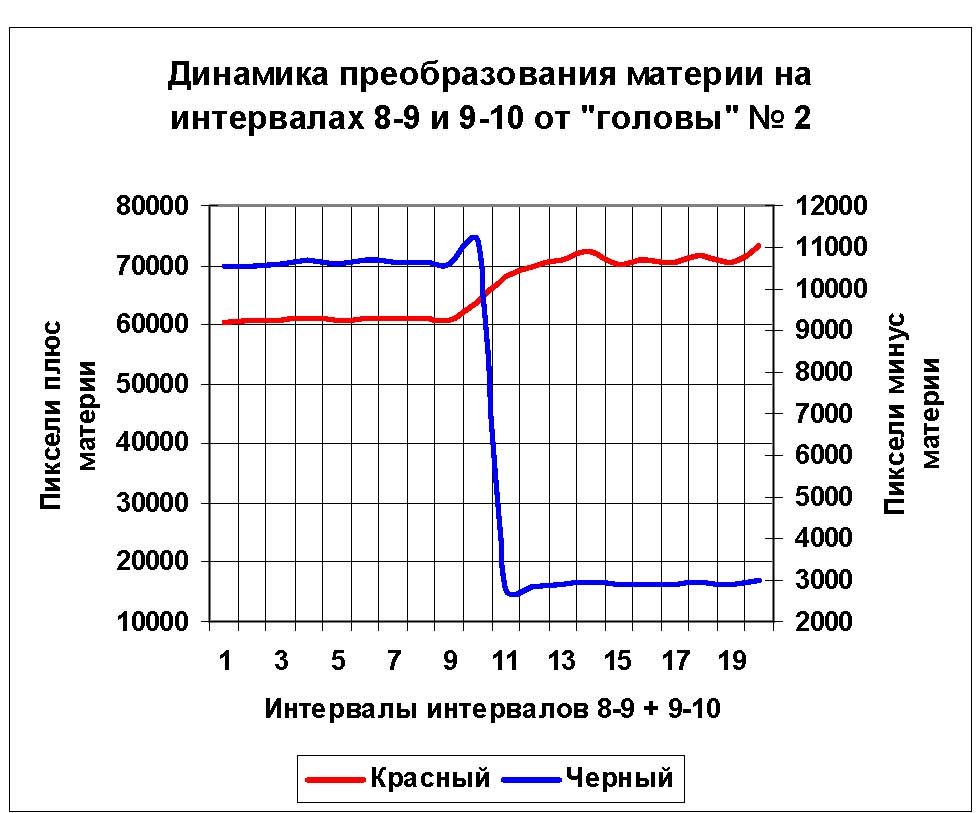 Динамика преобразования материи на
интервалах 8-9 и 9-10 от "головы" № 2
80000
70000
60000
50000
40000
30000
20000
10000
12000
11000
10000
9000
8000
7000
6000
5000
4000
3000
2000
Пиксели плюс
материи
Пиксели минус
материи
1 3 5 7 9 11 13 15 17 19
Интервалы интервалов 8-9 + 9-10
Красный Черный